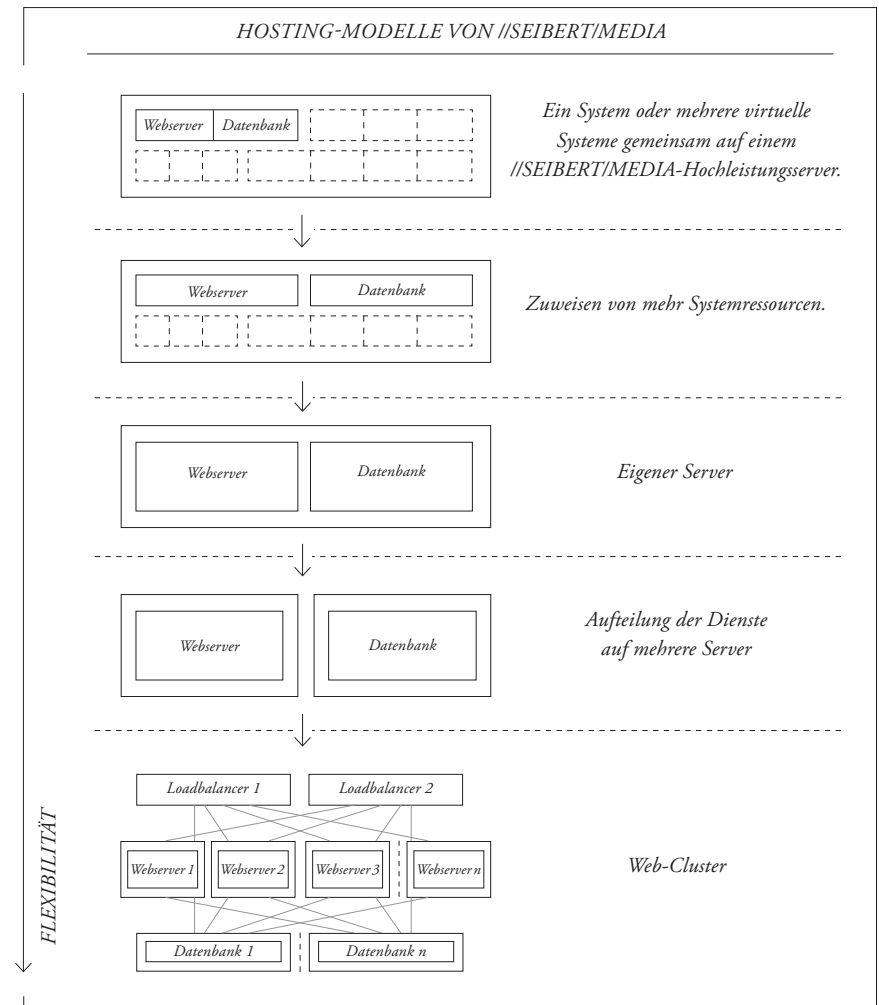 HOSTING-MODELLE VON //SEIBERT/MEDIA
Webserver Datenbank
Ein System oder mehrere virtuelle
Systeme gemeinsam auf einem
//SEIBERT/MEDIA-Hochleistungsserver.
Webserver Datenbank
Zuweisen von mehr Systemressourcen.
Webserver Datenbank
Eigener Server
Webserver Datenbank
Aufteilung der Dienste
auf mehrere Server
Loadbalancer 1 Loadbalancer 2
Webserver 1 Webserver 2 Webserver 3 Webserver n
Web-Cluster
Datenbank 1 Datenbank n
FLEXIBILITÄT